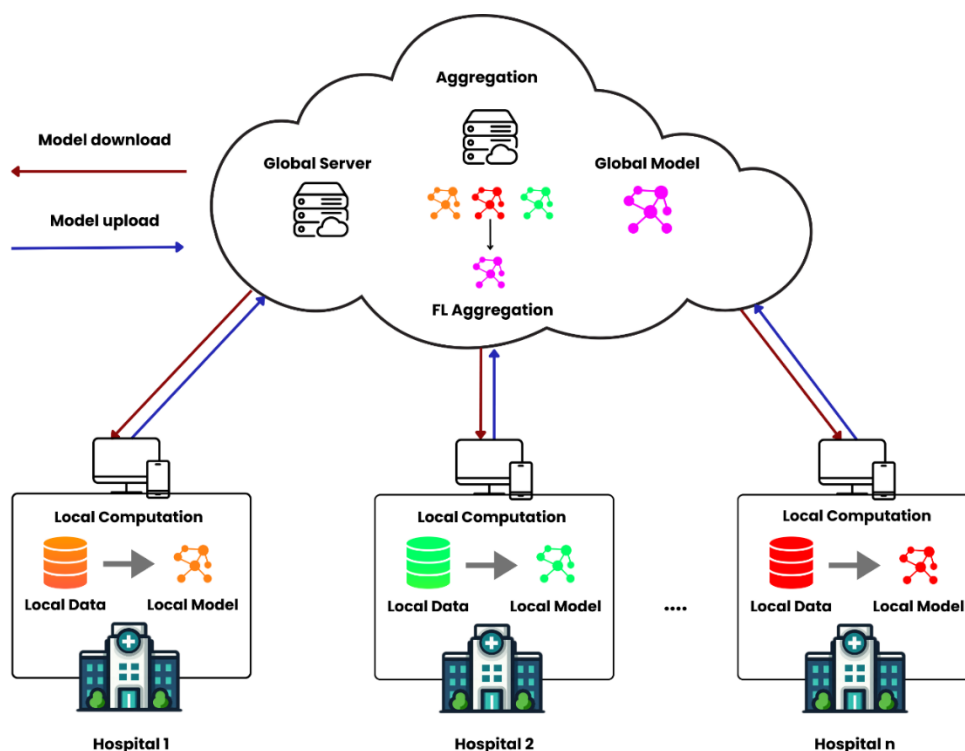 Aggregation
Model download
Global Server
Global Model
Model upload
FL Aggregation
Local Computation
Local Data
Local Model
Hospital 1
Local Computation
Local Data
Local Model
Hospital 2
....
Local Computation
Local Data
Local Model
Hospital n